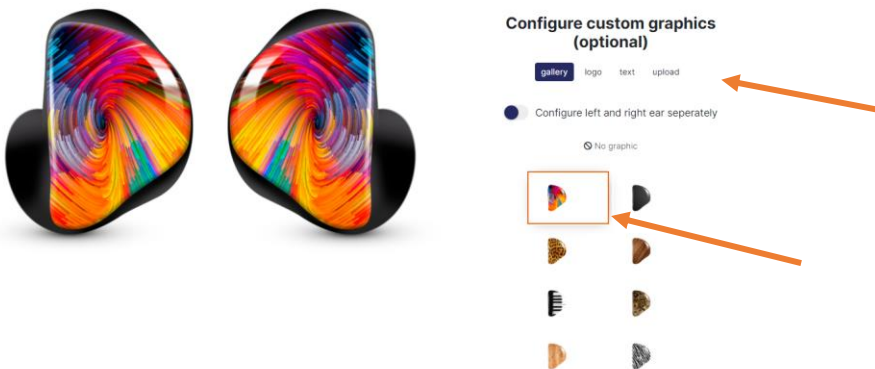 Configure custom graphics
(optional)
gallery logo text upload
Configure left and right ear seperately
No graphic